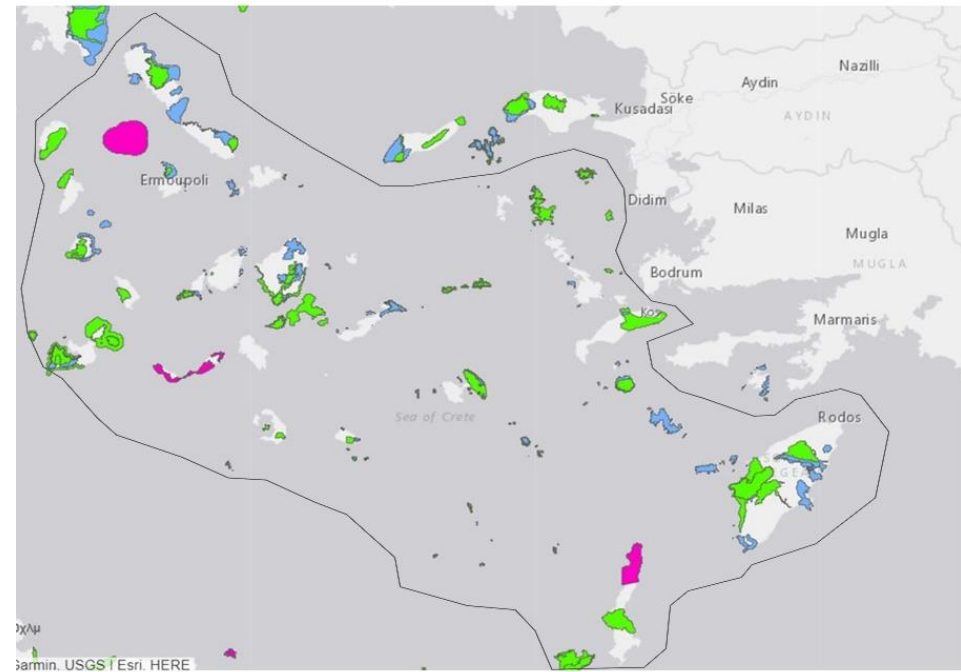 Nazilli
Aydin
Söke
Kusadası
AYDIN
Ermoupoli
Didim
Milas
Mugla
MUGLA
Bodrum
Kos
Marmaris
Sea of Crete
Rodos
Garmin, USGS | Esri, HERE